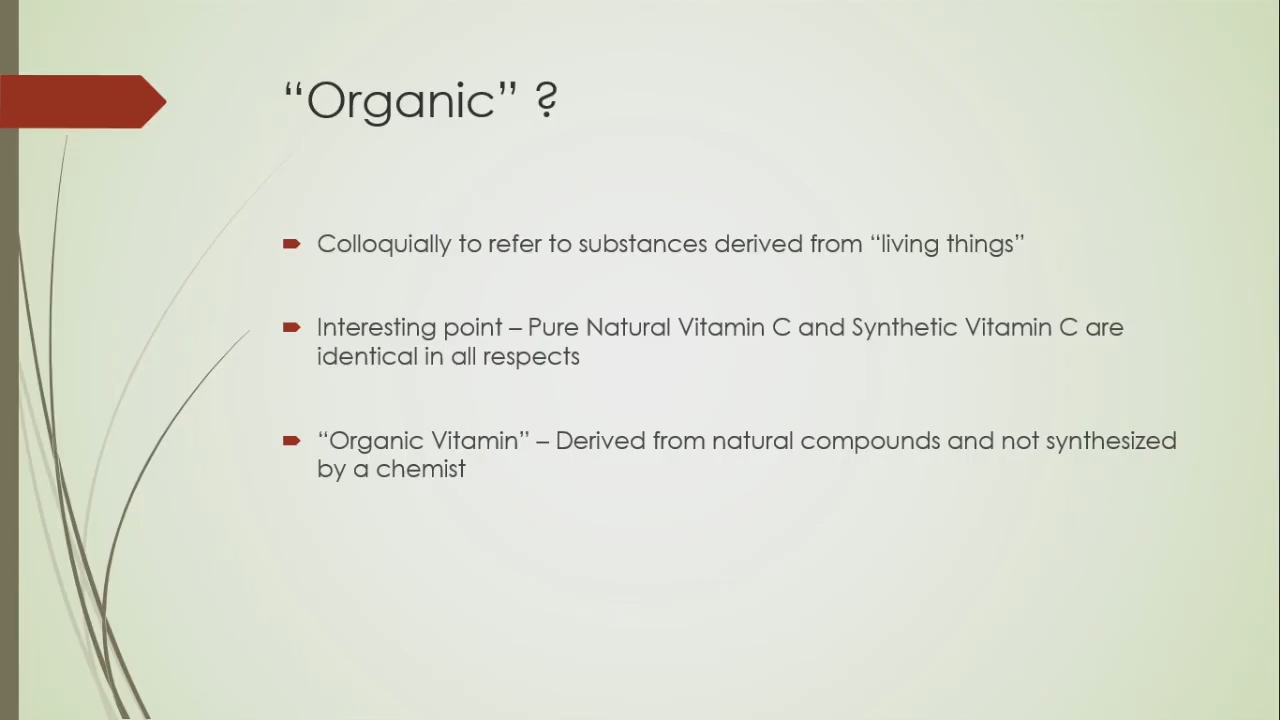 “Organic” ?
Colloquially to refer to substances derived from “living things”
Interesting point – Pure Natural Vitamin C and Synthetic Vitamin C are
identical in all respects
“Organic Vitamin” – Derived from natural compounds and not synthesized
by a chemist